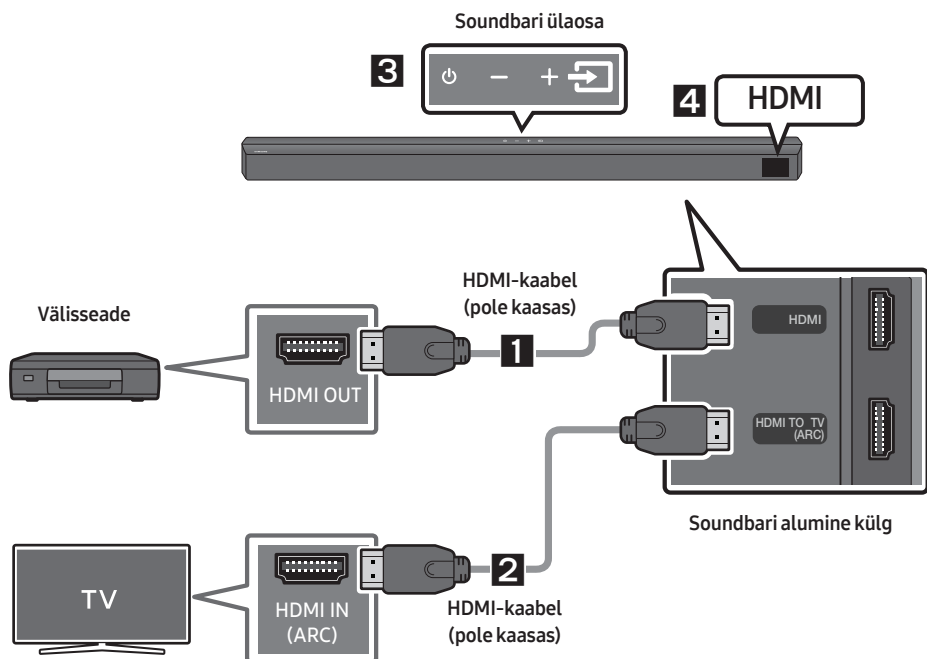 Soundbari ülaosa
3
4
HDMI
HDMI-kaabel
(pole kaasas)
Välisseade
1
HDMI
HDMI OUT
HDMI TO TV
(ARC)
Soundbari alumine külg
2
TV
HDMI IN
(ARC)
HDMI-kaabel
(pole kaasas)